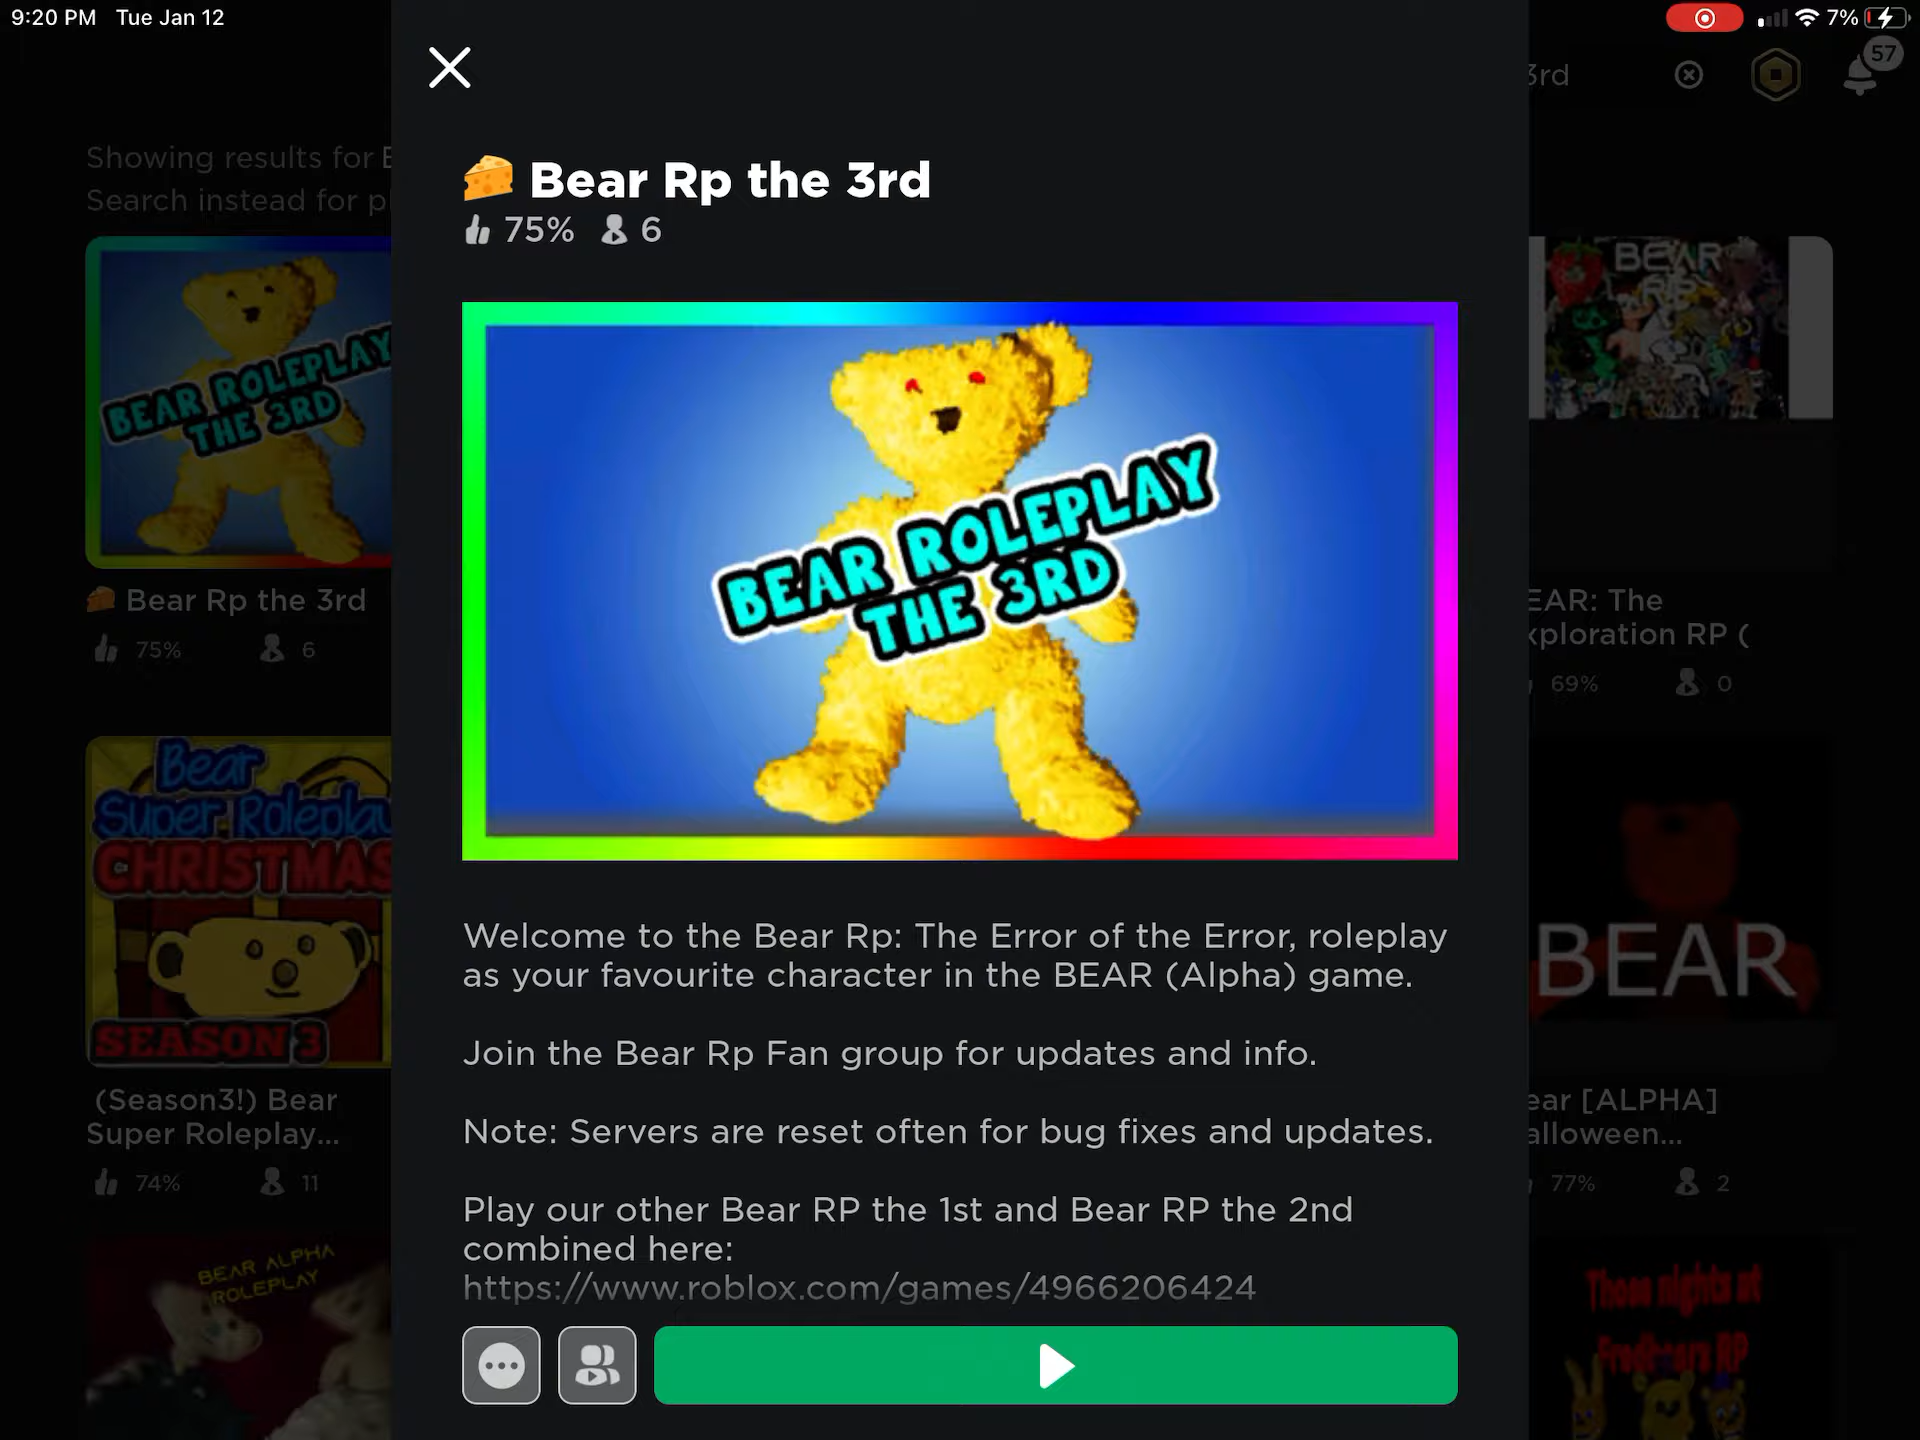 9:20 PM Tue Jan 12
7%
3rd
57
Showing results for
Search instead for
🧀 Bear Rp the 3rd
75% 6
BEAR ROLEPLAY
THE 3RD
Welcome to the Bear Rp: The Error of the Error, roleplay
as your favourite character in the BEAR (Alpha) game.
Join the Bear Rp Fan group for updates and info.
Note: Servers are reset often for bug fixes and updates.
Play our other Bear RP the 1st and Bear RP the 2nd
combined here:
https://www.roblox.com/games/4966206424
BEAR ROLEPLAY
THE 3RD
🧀 Bear Rp the 3rd
75% 6
Bear
Super Roleplay
CHRISTMAS
SEASON 3
(Season3!) Bear
Super Roleplay...
74% 11
BEAR ALPHA
ROLEPLAY
BEAR
RP
EAR: The
xploration RP (
69% 0
BEAR
ear [ALPHA]
alloween...
77% 2
Those nights at
Fredbears RP